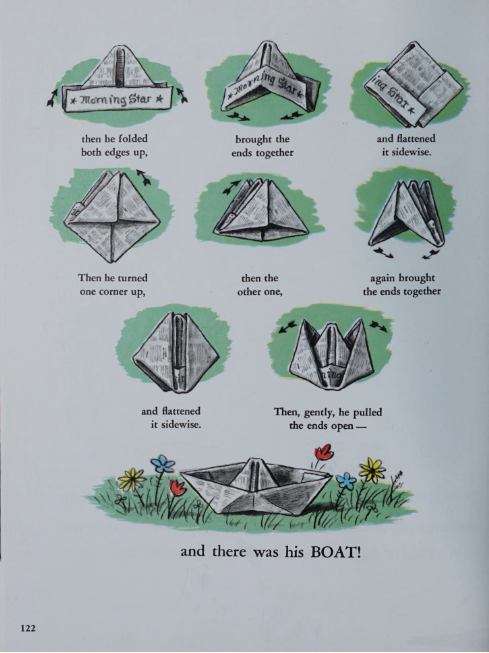 ★ Morning Star ★
★ Morning Star ★
ing Star ★
then he folded
both edges up,
brought the
ends together
and flattened
it sidewise.
Then he turned
one corner up,
then the
other one,
again brought
the ends together
and flattened
it sidewise.
Then, gently, he pulled
the ends open —
and there was his BOAT!
122